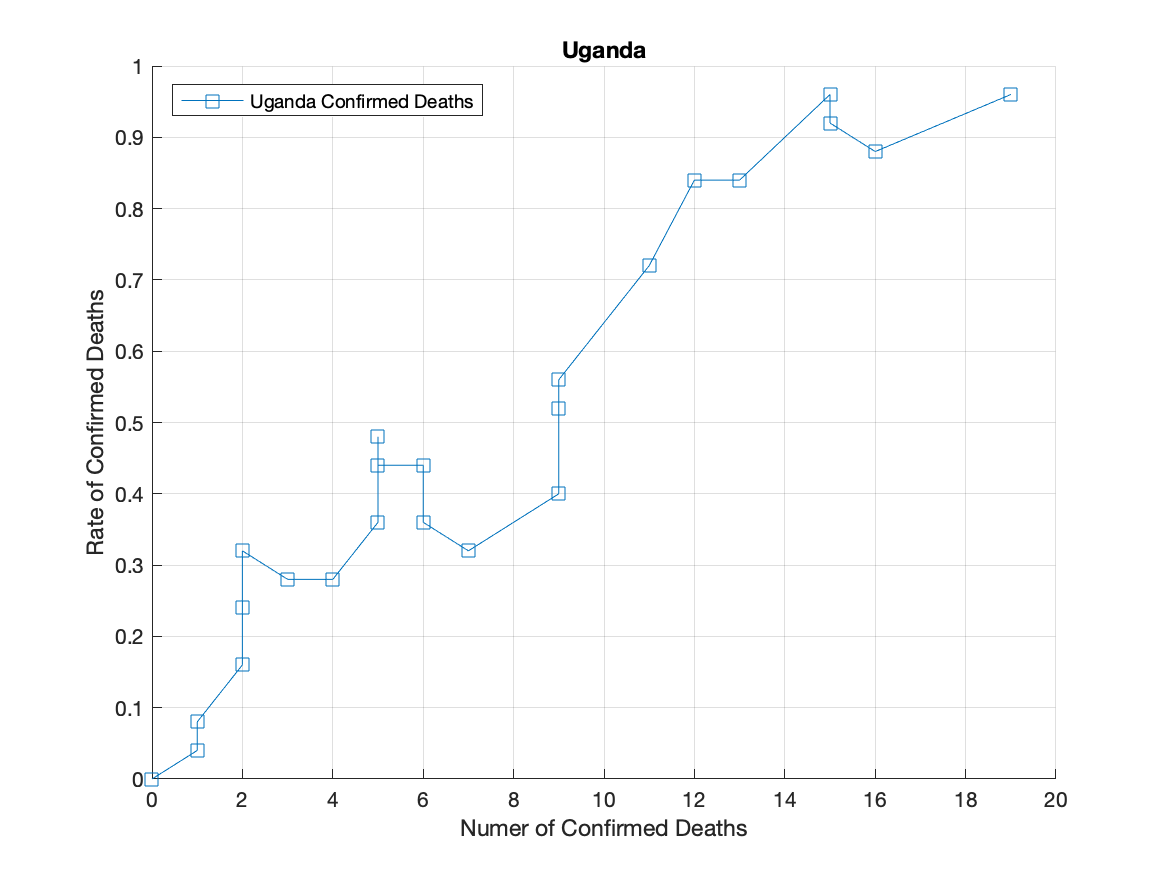 Uganda
Uganda Confirmed Deaths
1
0.9
0.8
0.7
0.6
0.5
0.4
0.3
0.2
0.1
0
Rate of Confirmed Deaths
0 2 4 6 8 10 12 14 16 18 20
Numer of Confirmed Deaths